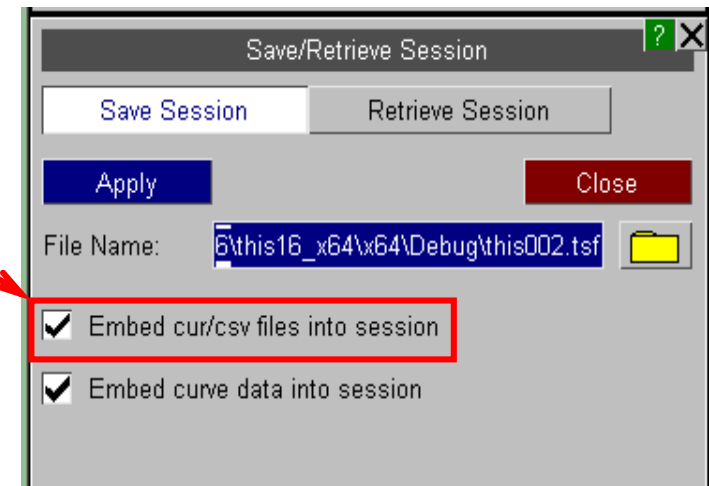 Save/Retrieve Session
?
Save Session
Retrieve Session
Apply
Close
File Name:
6\this16_x64\x64\Debug\this002.tsf
Embed cur/csv files into session
Embed curve data into session